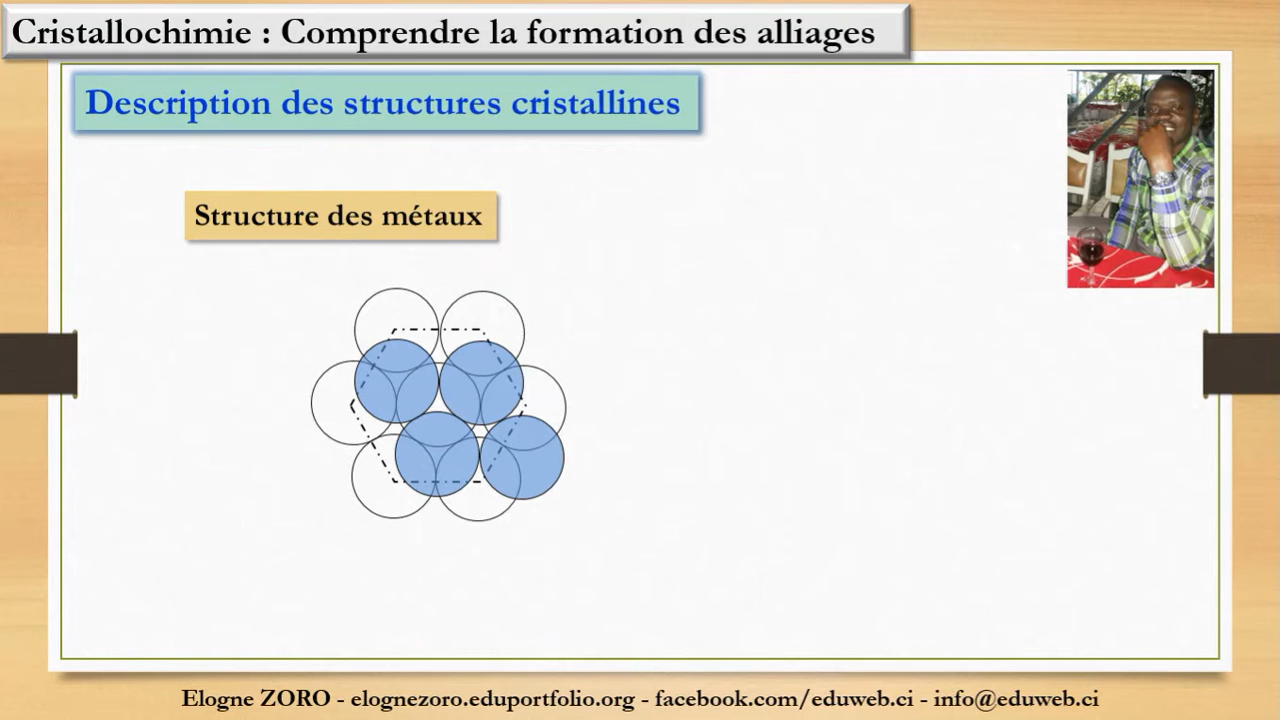 Cristallochimie : Comprendre la formation des alliages
Description des structures cristallines
Structure des métaux
Elogne ZORO - elognezoro.eduportfolio.org - facebook.com/eduweb.ci - info@eduweb.ci